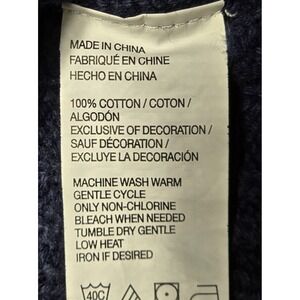 MADE IN CHINA
FABRIQUÉ EN CHINE
HECHO EN CHINA
100% COTTON / COTON /
ALGODÓN
EXCLUSIVE OF DECORATION /
SAUF DÉCORATION /
EXCLUYE LA DECORACIÓN
MACHINE WASH WARM
GENTLE CYCLE
ONLY NON-CHLORINE
BLEACH WHEN NEEDED
TUMBLE DRY GENTLE
LOW HEAT
IRON IF DESIRED
40C